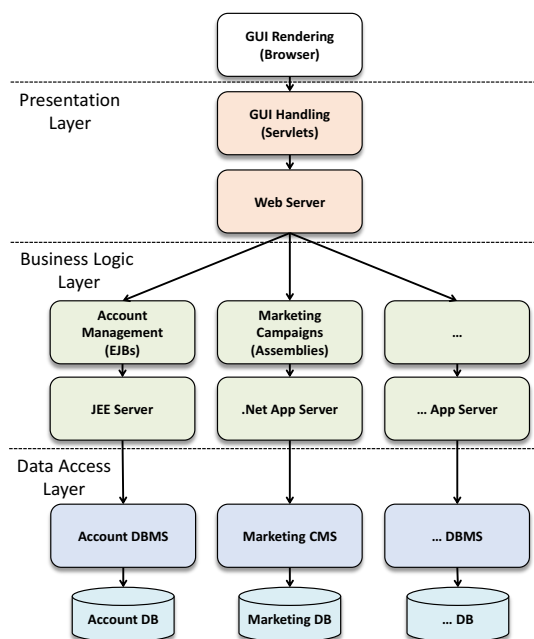 GUI Rendering
(Browser)
Presentation
Layer
GUI Handling
(Servlets)
Web Server
Business Logic
Layer
Account
Management
(EJBs)
Marketing
Campaigns
(Assemblies)
...
JEE Server
.Net App Server
... App Server
Data Access
Layer
Account DBMS
Marketing CMS
... DBMS
Account DB
Marketing DB
... DB